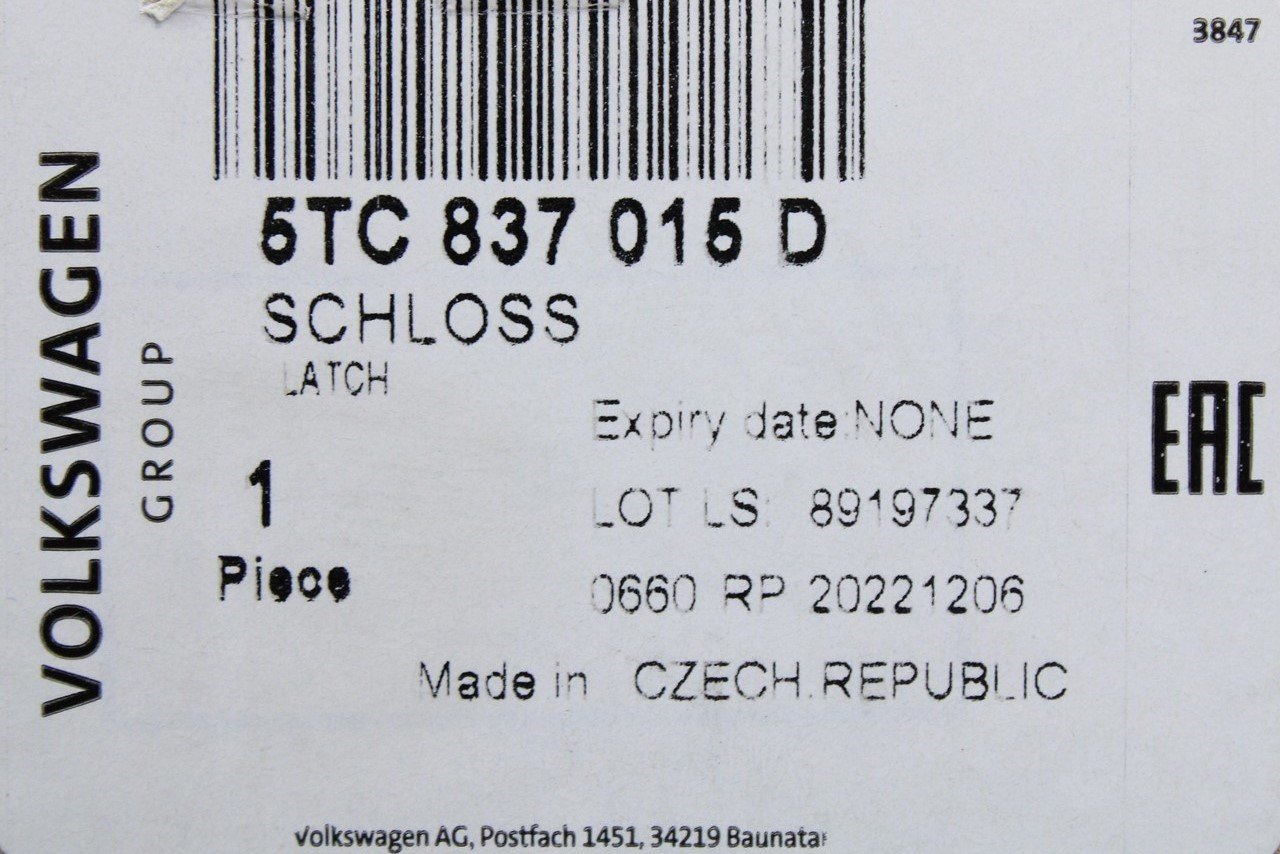 3847
VOLKSWAGEN
GROUP
5TC 837 015 D
SCHLOSS
LATCH
Expiry date:NONE
EAC
1
LOT LS: 89197337
Piece
0660 RP 20221206
Made in CZECH.REPUBLIC
Volkswagen AG, Postfach 1451, 34219 Baunatal